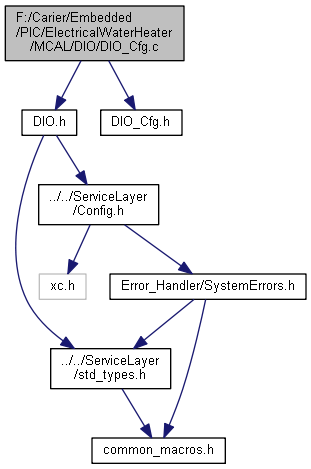 F:/Carier/Embedded
/PIC/ElectricalWaterHeater
/MCAL/DIO/DIO_Cfg.c
DIO.h
DIO_Cfg.h
../../ServiceLayer
/Config.h
xc.h
Error_Handler/SystemErrors.h
../../ServiceLayer
/std_types.h
common_macros.h